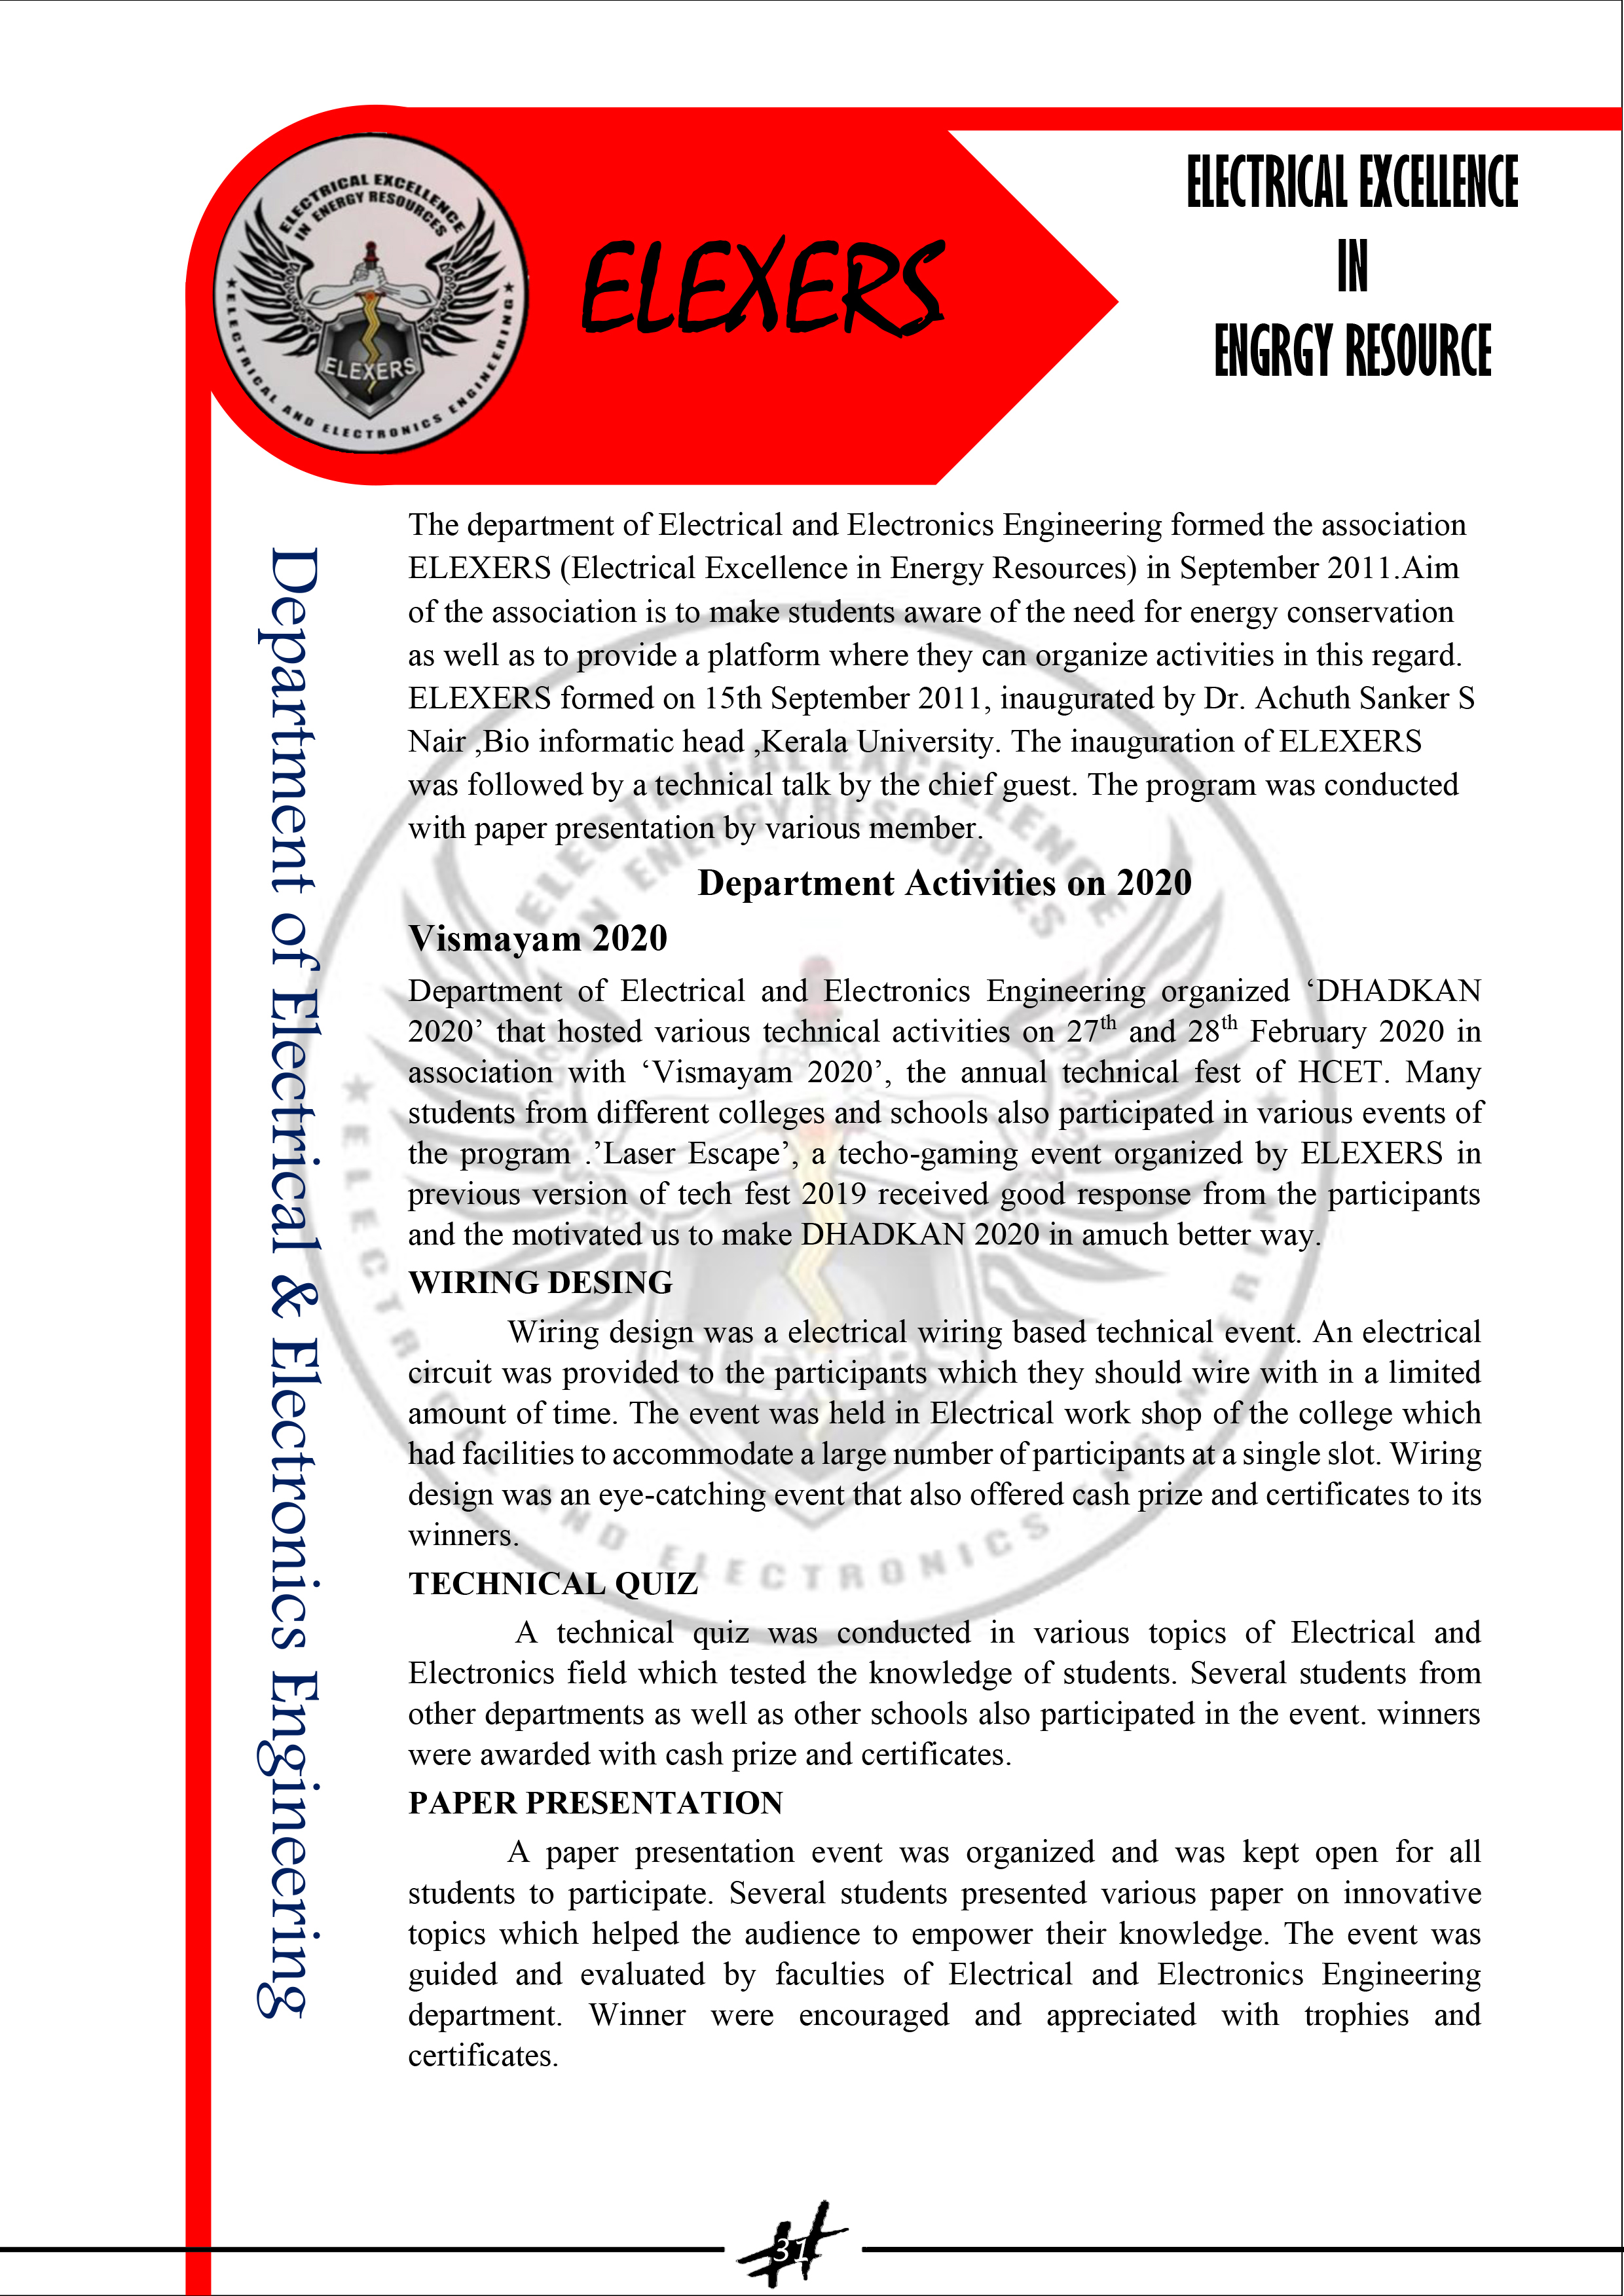 ELECTRICAL EXCELLENCE
IN ENERGY RESOURCES
ELEXERS
★ELECTRICAL AND ELECTRONICS ENGINEERING★
ELEXERS
ELECTRICAL EXCELLENCE
IN
ENGRGY RESOURCE
Department of Electrical & Electronics Engineering
The department of Electrical and Electronics Engineering formed the association
ELEXERS (Electrical Excellence in Energy Resources) in September 2011.Aim
of the association is to make students aware of the need for energy conservation
as well as to provide a platform where they can organize activities in this regard.
ELEXERS formed on 15th September 2011, inaugurated by Dr. Achuth Sanker S
Nair ,Bio informatic head ,Kerala University. The inauguration of ELEXERS
was followed by a technical talk by the chief guest. The program was conducted
with paper presentation by various member.
Department Activities on 2020
Vismayam 2020
Department of Electrical and Electronics Engineering organized ‘DHADKAN
2020’ that hosted various technical activities on 27th and 28th February 2020 in
association with ‘Vismayam 2020’, the annual technical fest of HCET. Many
students from different colleges and schools also participated in various events of
the program .’Laser Escape’, a techo-gaming event organized by ELEXERS in
previous version of tech fest 2019 received good response from the participants
and the motivated us to make DHADKAN 2020 in amuch better way.
WIRING DESING
Wiring design was a electrical wiring based technical event. An electrical
circuit was provided to the participants which they should wire with in a limited
amount of time. The event was held in Electrical work shop of the college which
had facilities to accommodate a large number of participants at a single slot. Wiring
design was an eye-catching event that also offered cash prize and certificates to its
winners.
TECHNICAL QUIZ
A technical quiz was conducted in various topics of Electrical and
Electronics field which tested the knowledge of students. Several students from
other departments as well as other schools also participated in the event. winners
were awarded with cash prize and certificates.
PAPER PRESENTATION
A paper presentation event was organized and was kept open for all
students to participate. Several students presented various paper on innovative
topics which helped the audience to empower their knowledge. The event was
guided and evaluated by faculties of Electrical and Electronics Engineering
department. Winner were encouraged and appreciated with trophies and
certificates.
31